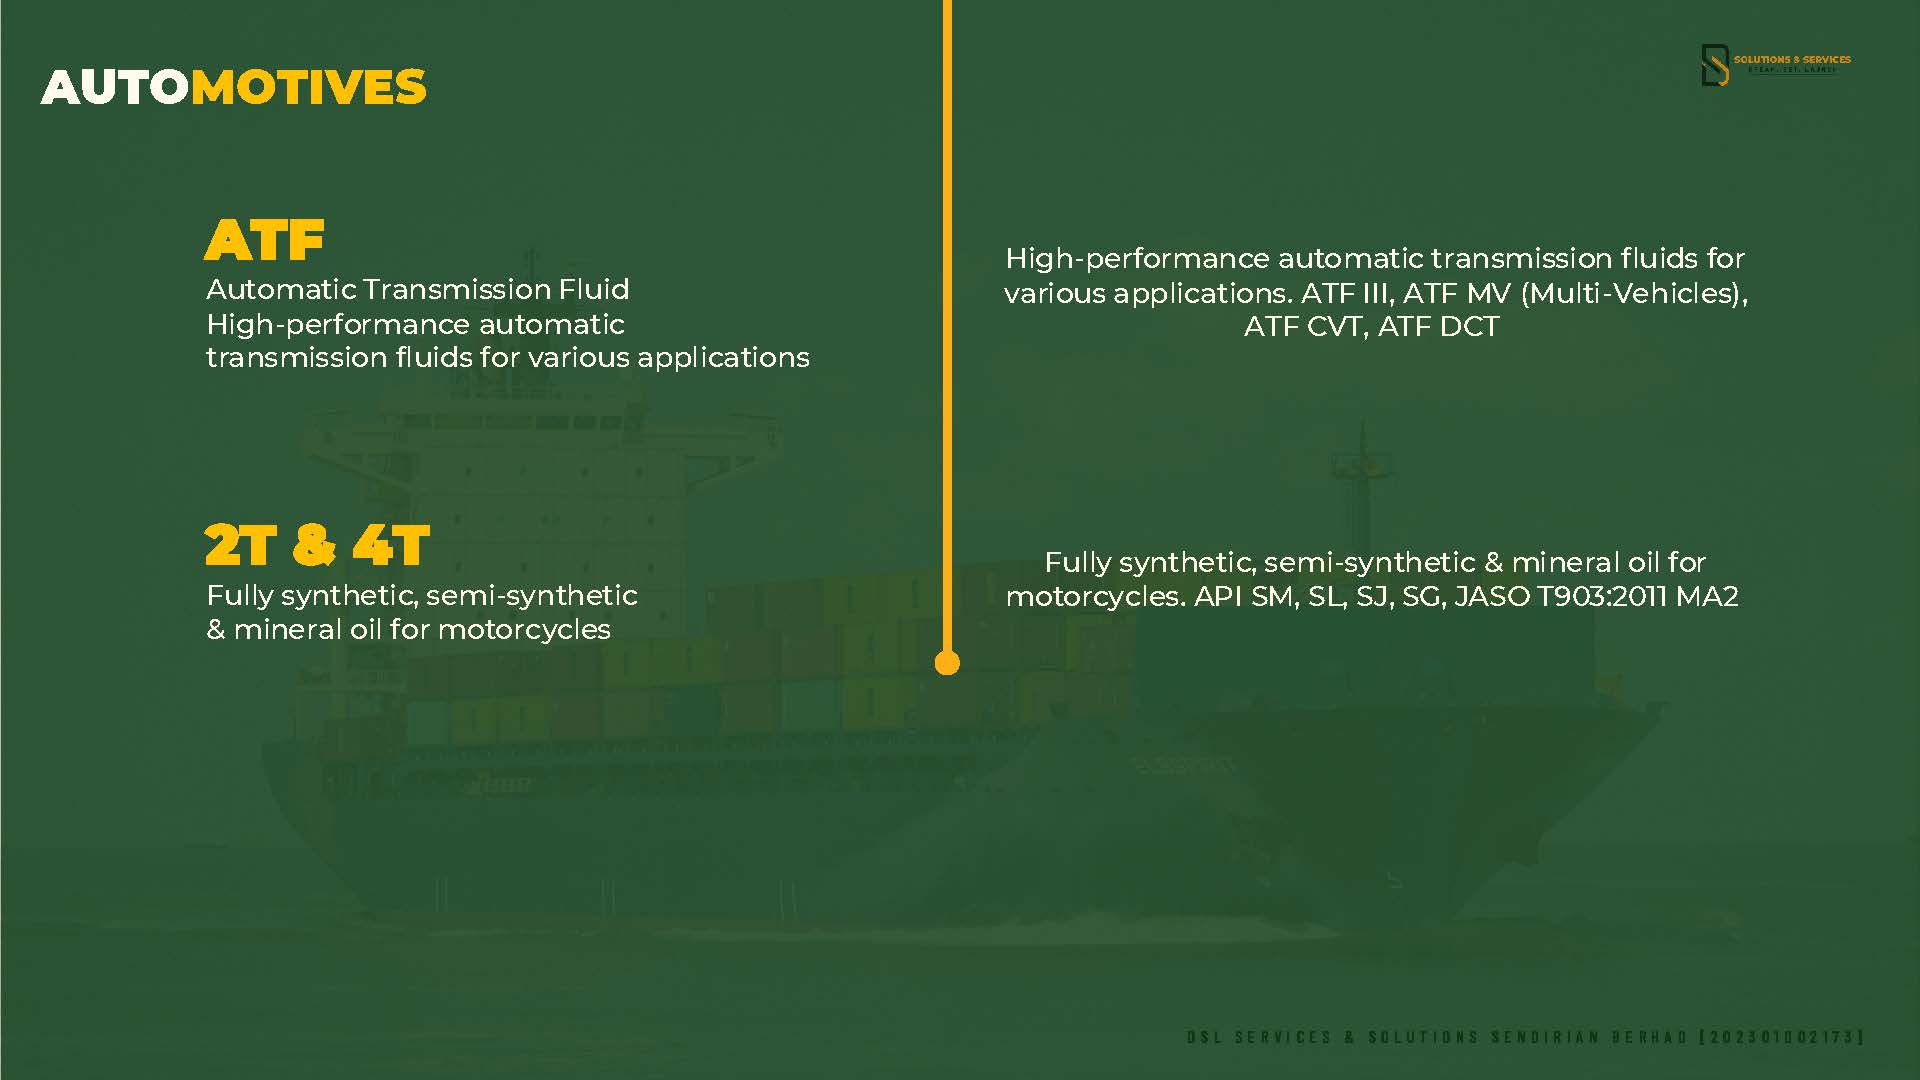 AUTOMOTIVES
SOLUTIONS & SERVICES
ATF
Automatic Transmission Fluid
High-performance automatic
transmission fluids for various applications
High-performance automatic transmission fluids for
various applications. ATF III, ATF MV (Multi-Vehicles),
ATF CVT, ATF DCT
2T & 4T
Fully synthetic, semi-synthetic
& mineral oil for motorcycles
Fully synthetic, semi-synthetic & mineral oil for
motorcycles. API SM, SL, SJ, SG, JASO T903:2011 MA2
DSL SERVICES & SOLUTIONS SENDIRIAN BERHAD [202301002173]